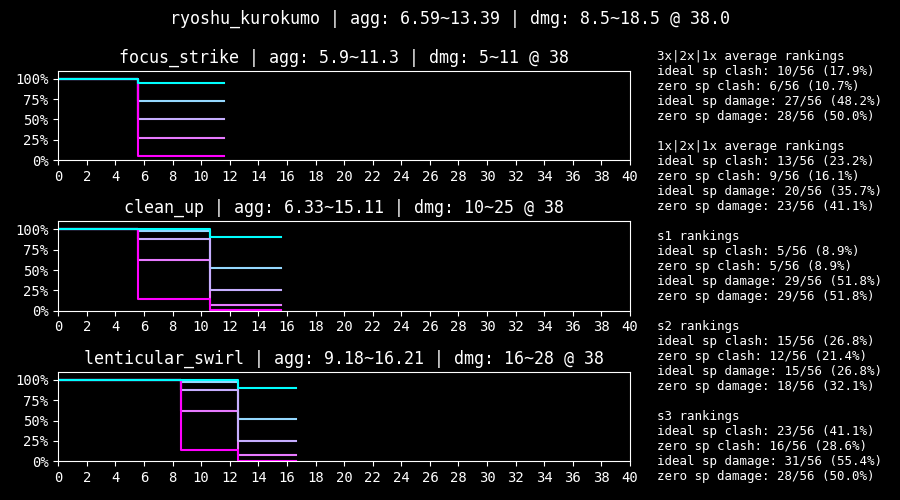 ryoshu_kurokumo | agg: 6.59~13.39 | dmg: 8.5~18.5 @ 38.0
focus_strike | agg: 5.9~11.3 | dmg: 5~11 @ 38
100%
75%
50%
25%
0%
0 2 4 6 8 10 12 14 16 18 20 22 24 26 28 30 32 34 36 38 40
clean_up | agg: 6.33~15.11 | dmg: 10~25 @ 38
100%
75%
50%
25%
0%
0 2 4 6 8 10 12 14 16 18 20 22 24 26 28 30 32 34 36 38 40
lenticular_swirl | agg: 9.18~16.21 | dmg: 16~28 @ 38
100%
75%
50%
25%
0%
0 2 4 6 8 10 12 14 16 18 20 22 24 26 28 30 32 34 36 38 40
3x|2x|1x average rankings
ideal sp clash: 10/56 (17.9%)
zero sp clash: 6/56 (10.7%)
ideal sp damage: 27/56 (48.2%)
zero sp damage: 28/56 (50.0%)
1x|2x|1x average rankings
ideal sp clash: 13/56 (23.2%)
zero sp clash: 9/56 (16.1%)
ideal sp damage: 20/56 (35.7%)
zero sp damage: 23/56 (41.1%)
s1 rankings
ideal sp clash: 5/56 (8.9%)
zero sp clash: 5/56 (8.9%)
ideal sp damage: 29/56 (51.8%)
zero sp damage: 29/56 (51.8%)
s2 rankings
ideal sp clash: 15/56 (26.8%)
zero sp clash: 12/56 (21.4%)
ideal sp damage: 15/56 (26.8%)
zero sp damage: 18/56 (32.1%)
s3 rankings
ideal sp clash: 23/56 (41.1%)
zero sp clash: 16/56 (28.6%)
ideal sp damage: 31/56 (55.4%)
zero sp damage: 28/56 (50.0%)